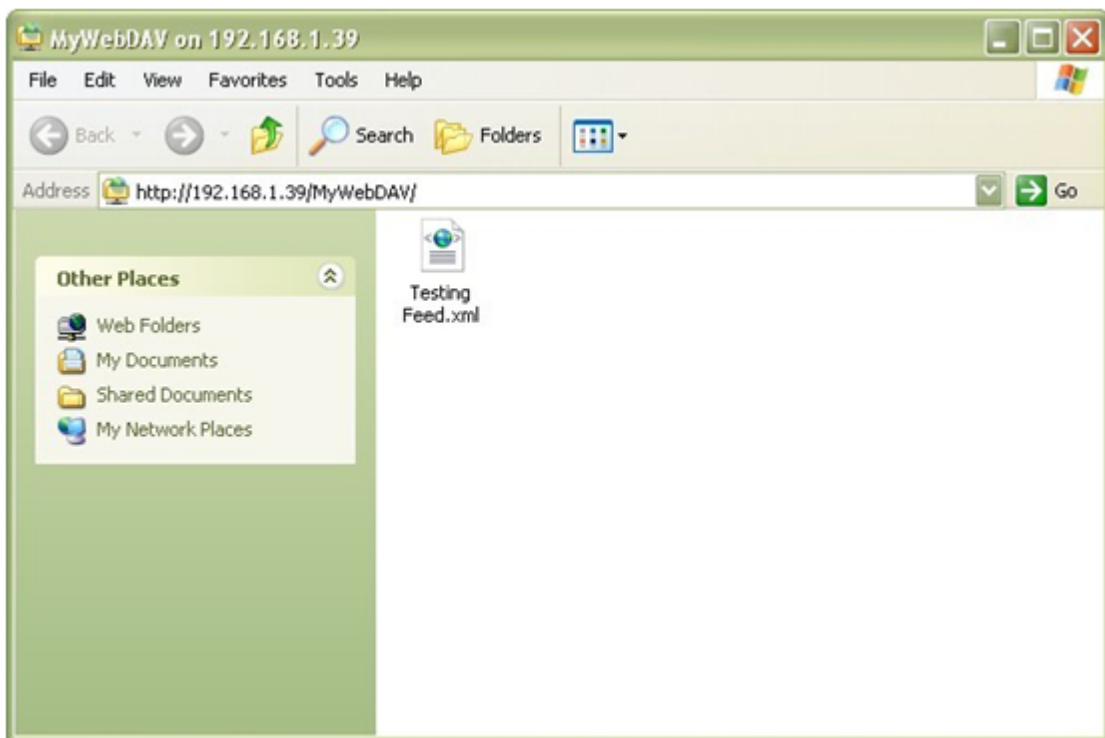 MyWebDAV on 192.168.1.39
File Edit View Favorites Tools Help
Back Search Folders
Address http://192.168.1.39/MyWebDAV/ Go
Other Places
Web Folders
My Documents
Shared Documents
My Network Places
Testing
Feed.xml